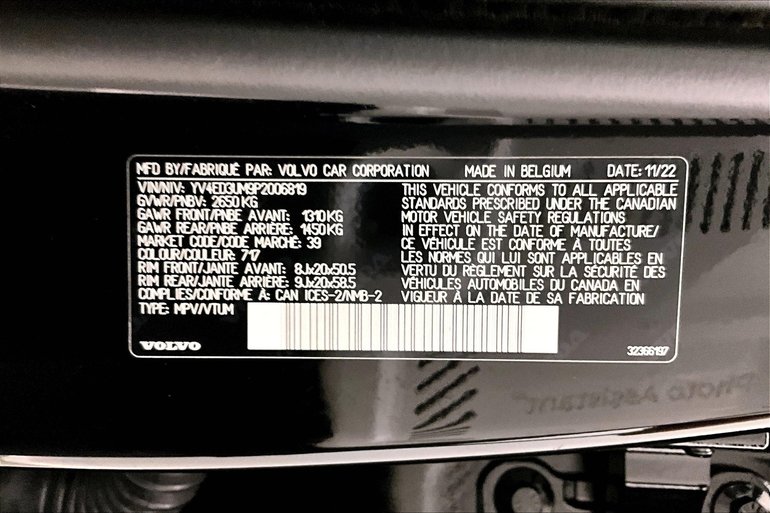 MFD BY/FABRIQUÉ PAR: VOLVO CAR CORPORATION MADE IN BELGIUM DATE: 11/22
VIN/NIV: YV4ED3UM9P2006819
GVWR/PNBV: 2650 KG
GAWR FRONT/PNBE AVANT: 1310 KG
GAWR REAR/PNBE ARRIÈRE: 1450 KG
MARKET CODE/CODE MARCHÉ: 39
COLOUR/COULEUR: 717
RIM FRONT/JANTE AVANT: 8Jx20x50.5
RIM REAR/JANTE ARRIÈRE: 9Jx20x58.5
COMPLIES/CONFORME À: CAN ICES-2/NMB-2
TYPE: MPV/VTUM
THIS VEHICLE CONFORMS TO ALL APPLICABLE
STANDARDS PRESCRIBED UNDER THE CANADIAN
MOTOR VEHICLE SAFETY REGULATIONS
IN EFFECT ON THE DATE OF MANUFACTURE/
CE VÉHICULE EST CONFORME À TOUTES
LES NORMES QUI LUI SONT APPLICABLES EN
VERTU DU RÈGLEMENT SUR LA SÉCURITÉ DES
VÉHICULES AUTOMOBILES DU CANADA EN
VIGUEUR À LA DATE DE SA FABRICATION
VOLVO
32366197
Photo Assistant